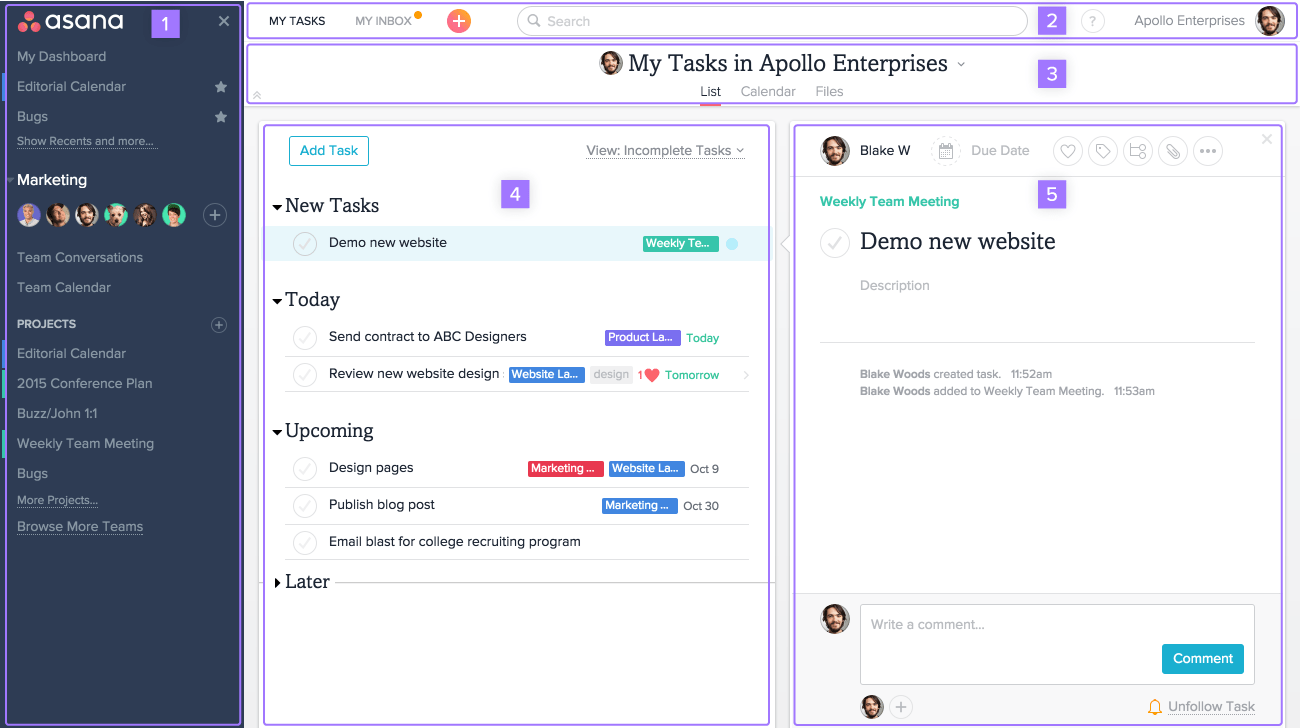 asana
1
My Dashboard
Editorial Calendar
Bugs
Show Recents and more...
Marketing
Team Conversations
Team Calendar
PROJECTS
Editorial Calendar
2015 Conference Plan
Buzz/John 1:1
Weekly Team Meeting
Bugs
More Projects...
Browse More Teams
MY TASKS MY INBOX Search 2 ? Apollo Enterprises
My Tasks in Apollo Enterprises
3
List Calendar Files
Add Task View: Incomplete Tasks
4
New Tasks
Demo new website Weekly Te...
Today
Send contract to ABC Designers Product La... Today
Review new website design Website La... design 1 Tomorrow
Upcoming
Design pages Marketing ... Website La... Oct 9
Publish blog post Marketing ... Oct 30
Email blast for college recruiting program
Later
Blake W Due Date
5
Weekly Team Meeting
Demo new website
Description
Blake Woods created task. 11:52am
Blake Woods added to Weekly Team Meeting. 11:53am
Write a comment...
Comment
Unfollow Task